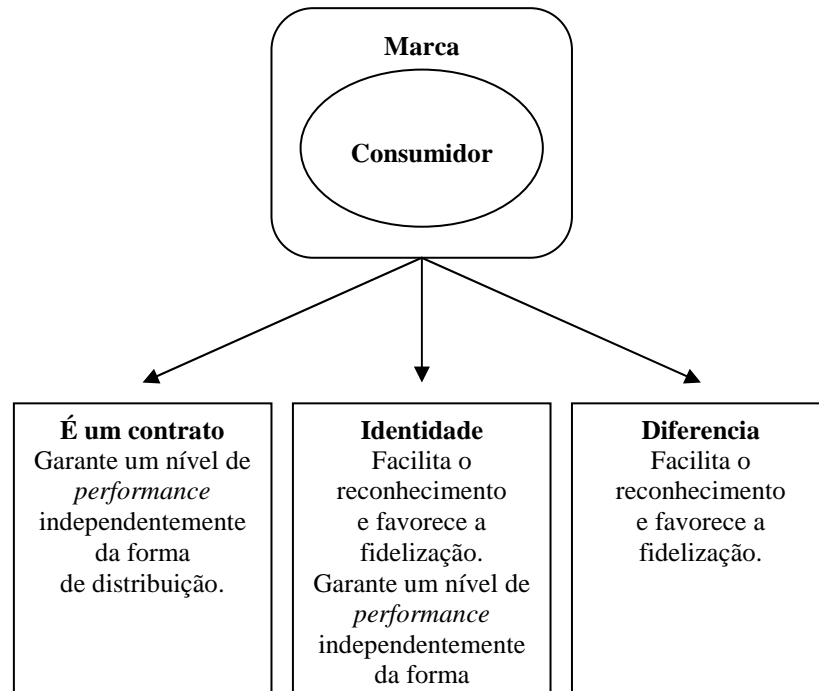 Marca
Consumidor
É um contrato
Garante um nível de
performance
independentemente
da forma
de distribuição.
Identidade
Facilita o
reconhecimento
e favorece a
fidelização.
Garante um nível de
performance
independentemente
da forma
Diferencia
Facilita o
reconhecimento
e favorece a
fidelização.